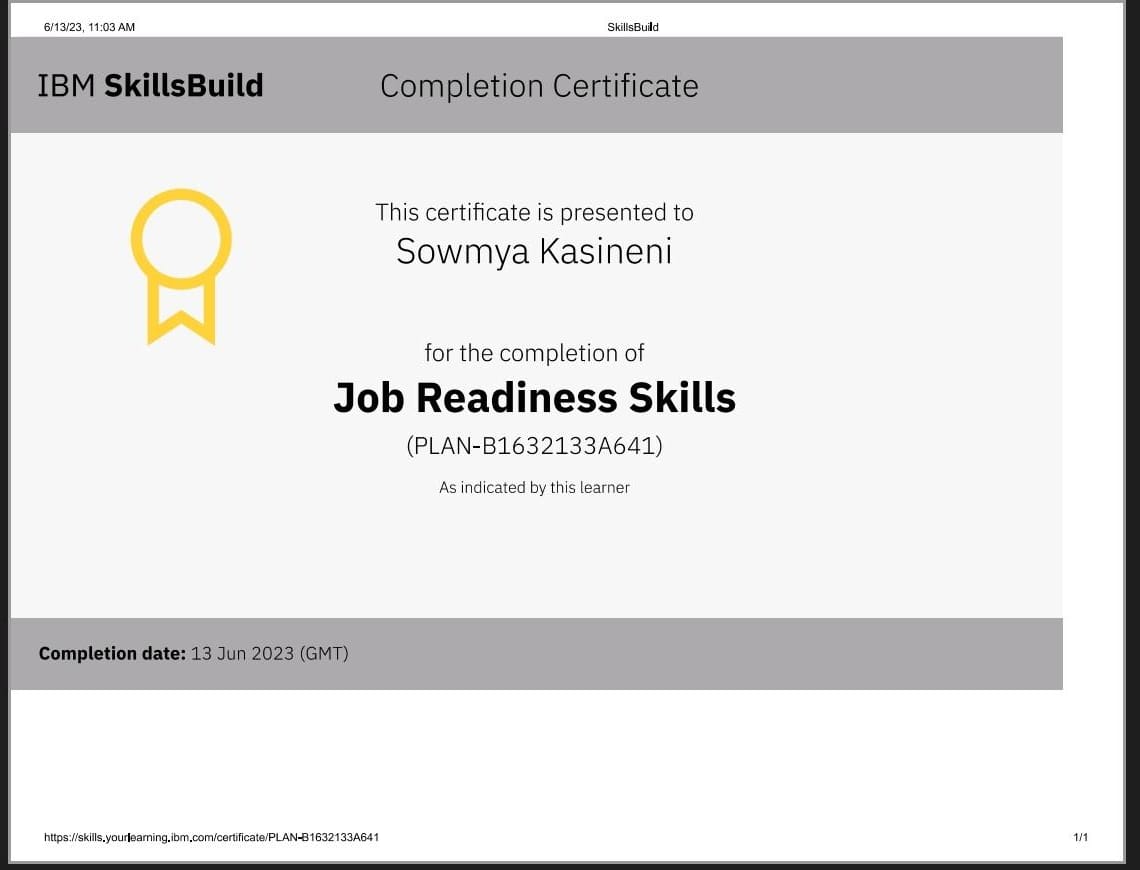 6/13/23, 11:03 AM
SkillsBuild
IBM SkillsBuild
Completion Certificate
This certificate is presented to
Sowmya Kasineni
for the completion of
Job Readiness Skills
(PLAN-B1632133A641)
As indicated by this learner
Completion date: 13 Jun 2023 (GMT)
https://skills.yourlearning.ibm.com/certificate/PLAN-B1632133A641
1/1